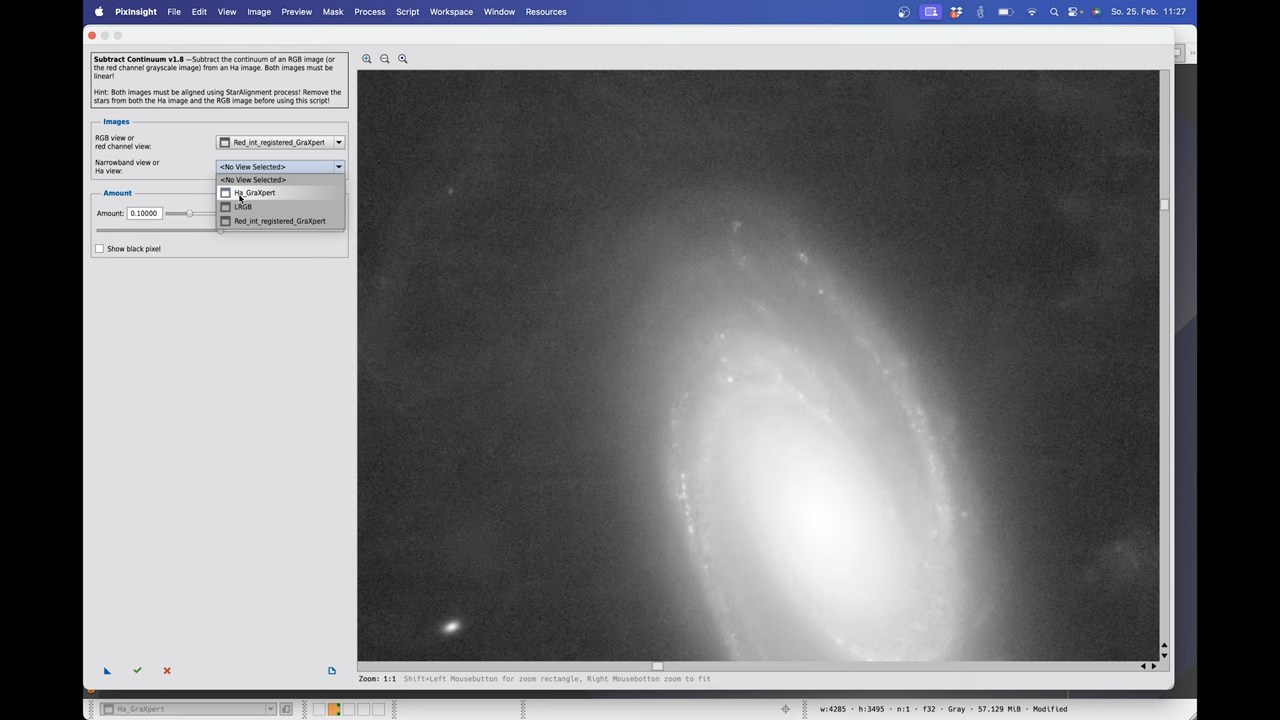 PixInsight File Edit View Image Preview Mask Process Script Workspace Window Resources So. 25. Feb. 11:27
Subtract Continuum v1.8 —Subtract the continuum of an RGB image (or
the red channel grayscale image) from an Ha image. Both images must be
linear!
Hint: Both images must be aligned using StarAlignment process! Remove the
stars from both the Ha image and the RGB image before using this script!
Images
RGB view or
red channel view:
Red_int_registered_GraXpert
Narrowband view or
Ha view:
<No View Selected>
<No View Selected>
Ha_GraXpert
LRGB
Red_int_registered_GraXpert
Amount
Amount: 0.10000
Show black pixel
Zoom: 1:1 Shift+Left Mousebutton for zoom rectangle, Right Mousebotton zoom to fit
Ha_GraXpert
w:4285 · h:3495 · n:1 · f32 · Gray · 57.129 MiB · Modified